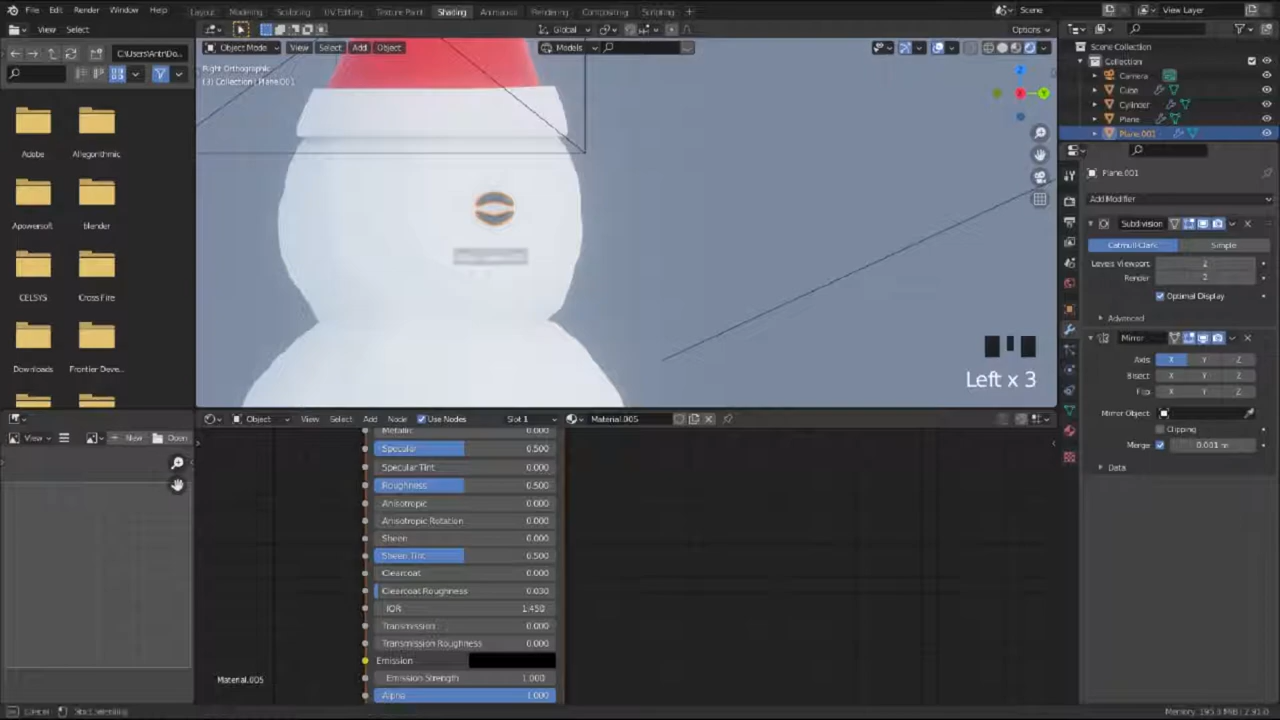 File Edit Render Window Help Layout Modeling Sculpting UV Editing Texture Paint Shading Animation Rendering Compositing Scripting + Scene View Layer
View Select Global Options
C:\Users\Antn\Do... Object Mode View Select Add Object Models
Right Orthographic
(3) Collection | Plane.001
Scene Collection
Collection
Camera
Cube
Cylinder
Plane
Plane.001
Adobe Allegorithmic
Apowersoft blender
CELSYS Cross Fire
Downloads Frontier Deve...
Plane.001
Add Modifier
Subdivision
Catmull-Clark Simple
Levels Viewport 2
Render 2
Optimal Display
Advanced
Mirror
Axis X Y Z
Bisect X Y Z
Flip X Y Z
Mirror Object
Clipping
Merge 0.001 m
Data
Left x 3
Object View Select Add Node Use Nodes Slot 1 Material.005
View + New Open
Metallic 0.000
Specular 0.500
Specular Tint 0.000
Roughness 0.500
Anisotropic 0.000
Anisotropic Rotation 0.000
Sheen 0.000
Sheen Tint 0.500
Clearcoat 0.000
Clearcoat Roughness 0.030
IOR 1.450
Transmission 0.000
Transmission Roughness 0.000
Emission
Emission Strength 1.000
Alpha 1.000
Material.005